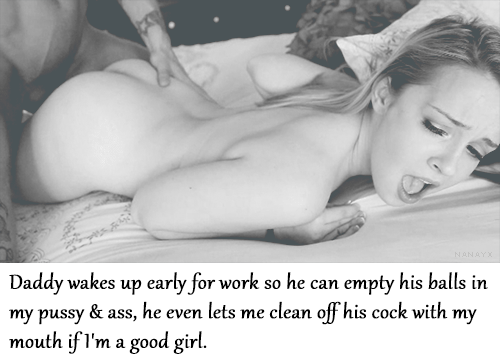 Daddy wakes up early for work so he can empty his balls in
my pussy & ass, he even lets me clean off his cock with my
mouth if I'm a good girl.